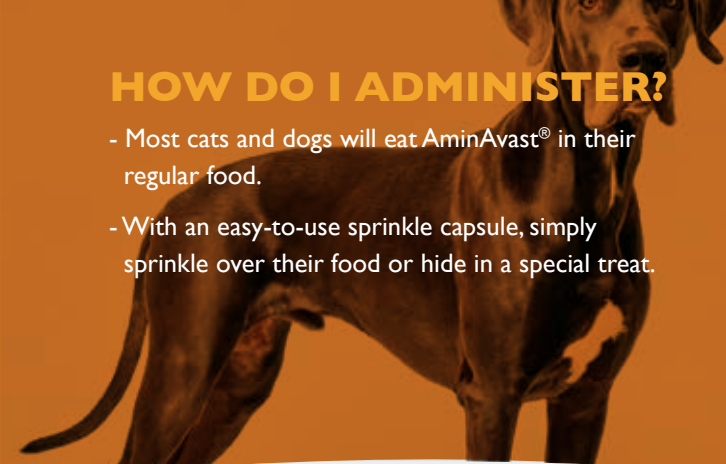 HOW DO I ADMINISTER?
- Most cats and dogs will eat AminAvast® in their
regular food.
- With an easy-to-use sprinkle capsule, simply
sprinkle over their food or hide in a special treat.